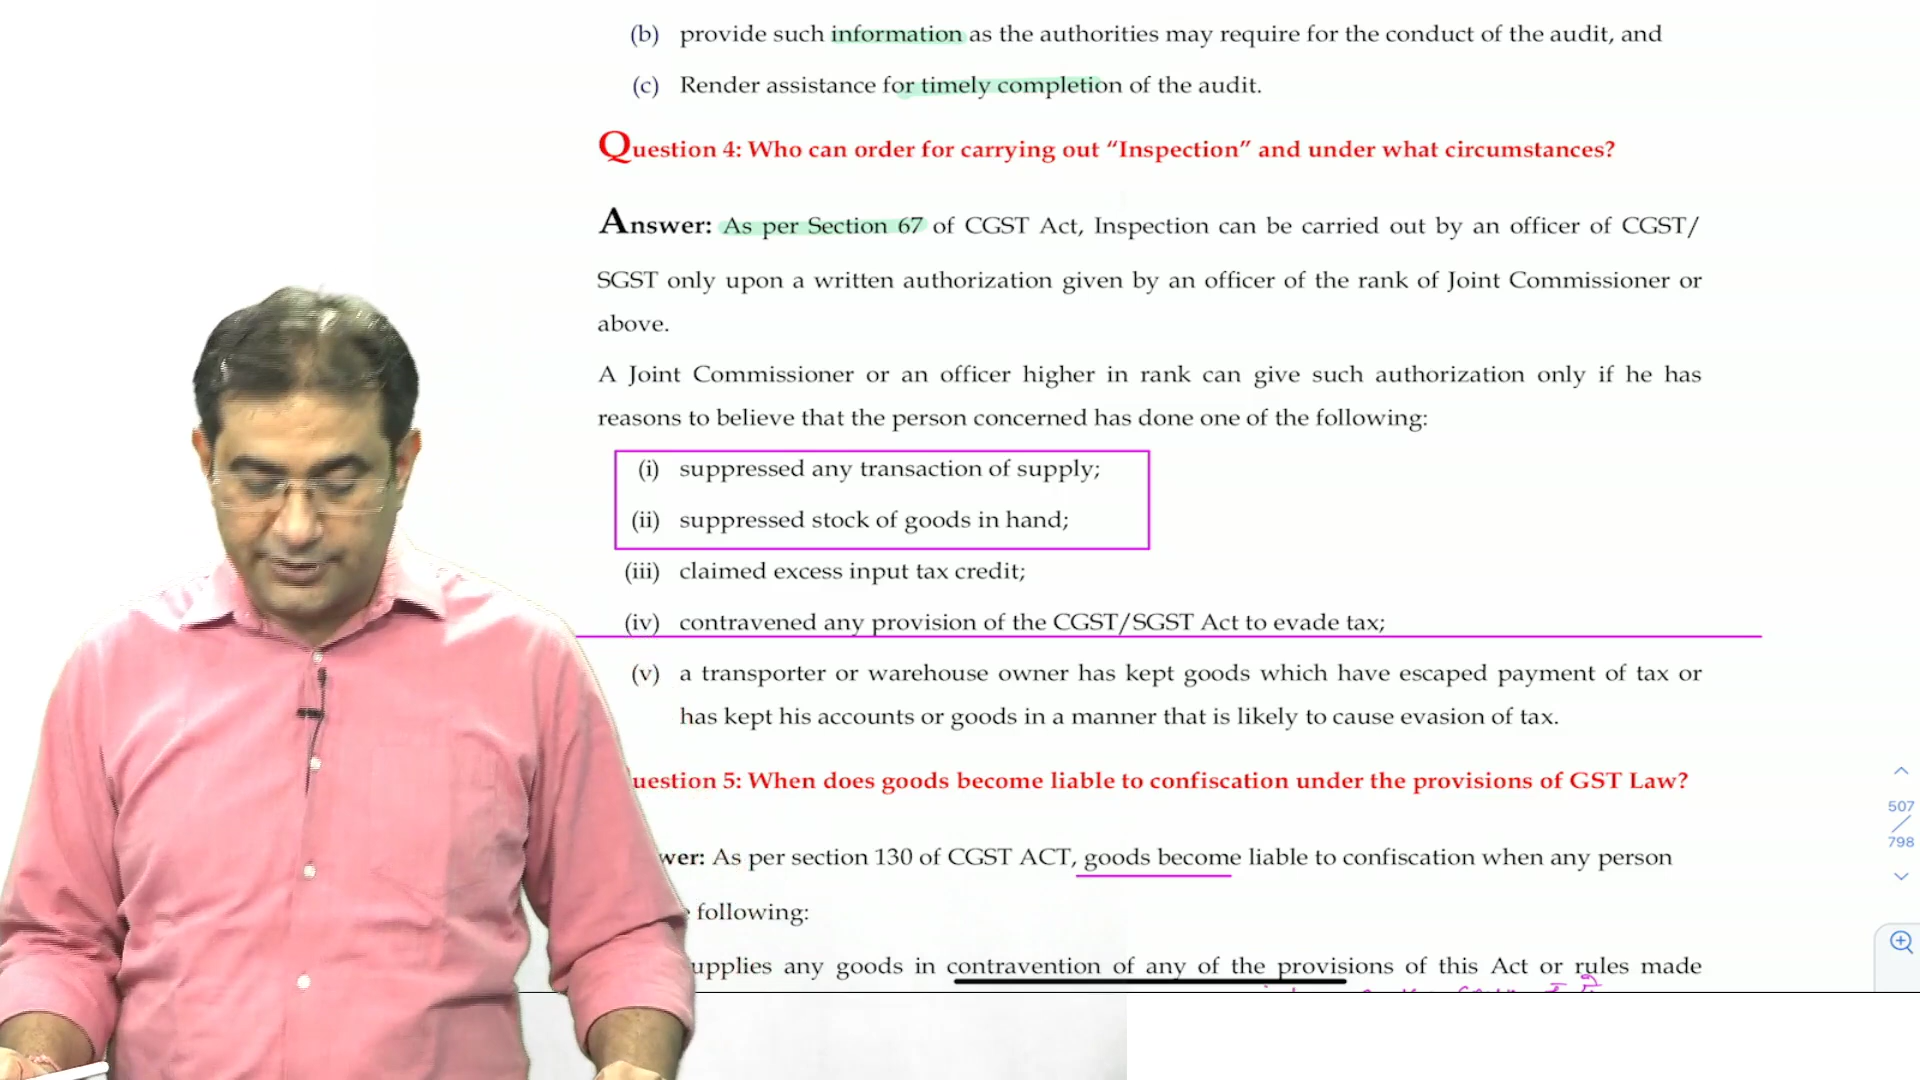 (b) provide such information as the authorities may require for the conduct of the audit, and
(c) Render assistance for timely completion of the audit.
Question 4: Who can order for carrying out “Inspection” and under what circumstances?
Answer: As per Section 67 of CGST Act, Inspection can be carried out by an officer of CGST/
SGST only upon a written authorization given by an officer of the rank of Joint Commissioner or
above.
A Joint Commissioner or an officer higher in rank can give such authorization only if he has
reasons to believe that the person concerned has done one of the following:
(i) suppressed any transaction of supply;
(ii) suppressed stock of goods in hand;
(iii) claimed excess input tax credit;
(iv) contravened any provision of the CGST/SGST Act to evade tax;
(v) a transporter or warehouse owner has kept goods which have escaped payment of tax or
has kept his accounts or goods in a manner that is likely to cause evasion of tax.
uestion 5: When does goods become liable to confiscation under the provisions of GST Law?
wer: As per section 130 of CGST ACT, goods become liable to confiscation when any person
following:
upplies any goods in contravention of any of the provisions of this Act or rules made
507
798